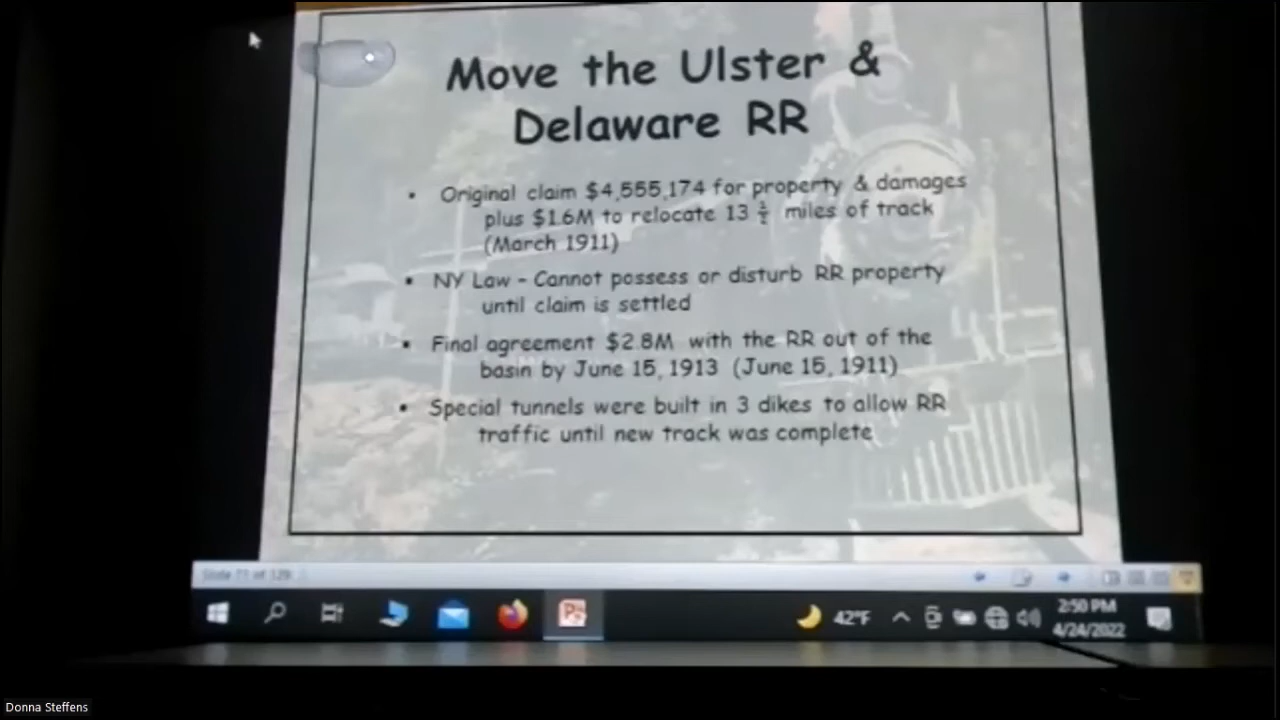 Move the Ulster &
Delaware RR
• Original claim $4,555,174 for property & damages
plus $1.6M to relocate 13 ½ miles of track
(March 1911)
• NY Law - Cannot possess or disturb RR property
until claim is settled
• Final agreement $2.8M with the RR out of the
basin by June 15, 1913 (June 15, 1911)
• Special tunnels were built in 3 dikes to allow RR
traffic until new track was complete
Slide 71 of 129
42°F
2:50 PM
4/24/2022
Donna Steffens